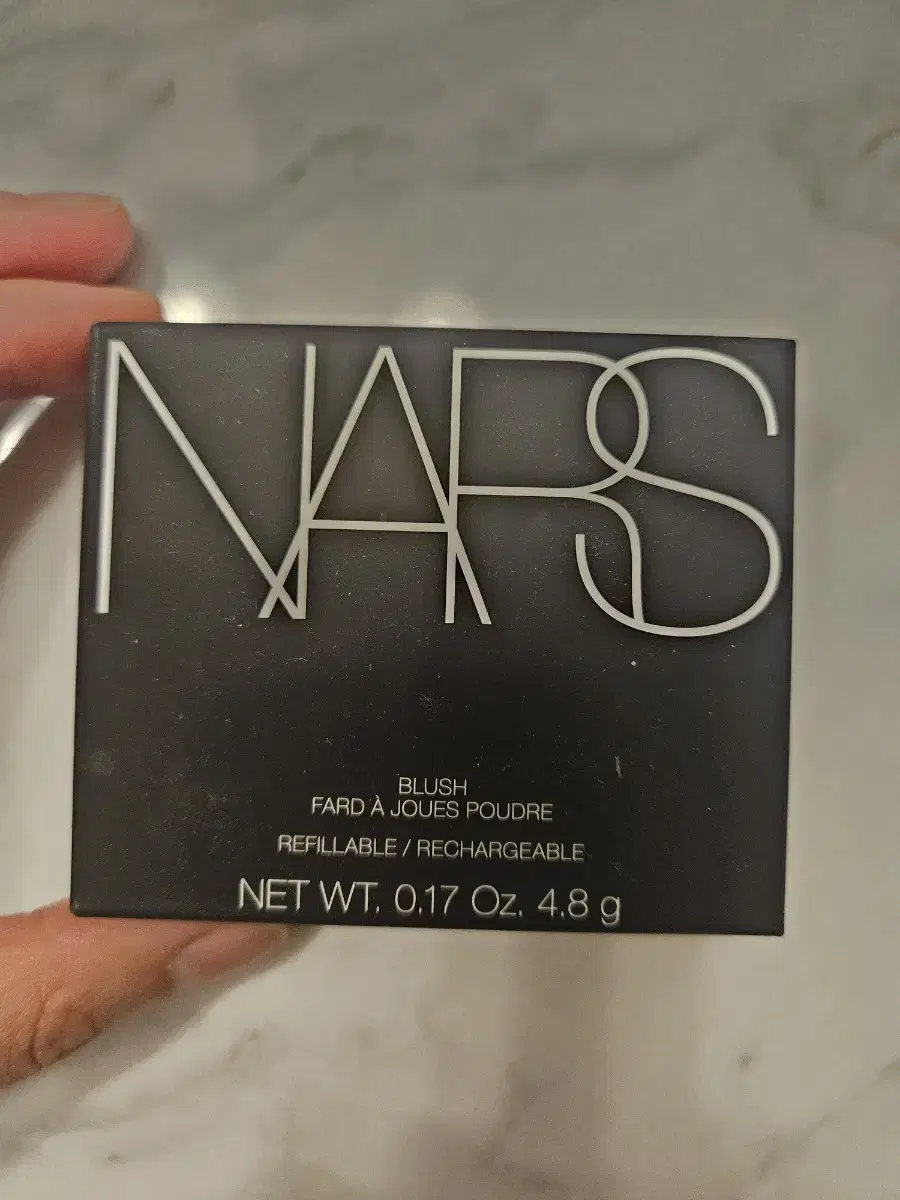 NARS
BLUSH
FARD À JOUES POUDRE
REFILLABLE / RECHARGEABLE
NET WT. 0.17 Oz. 4.8 g